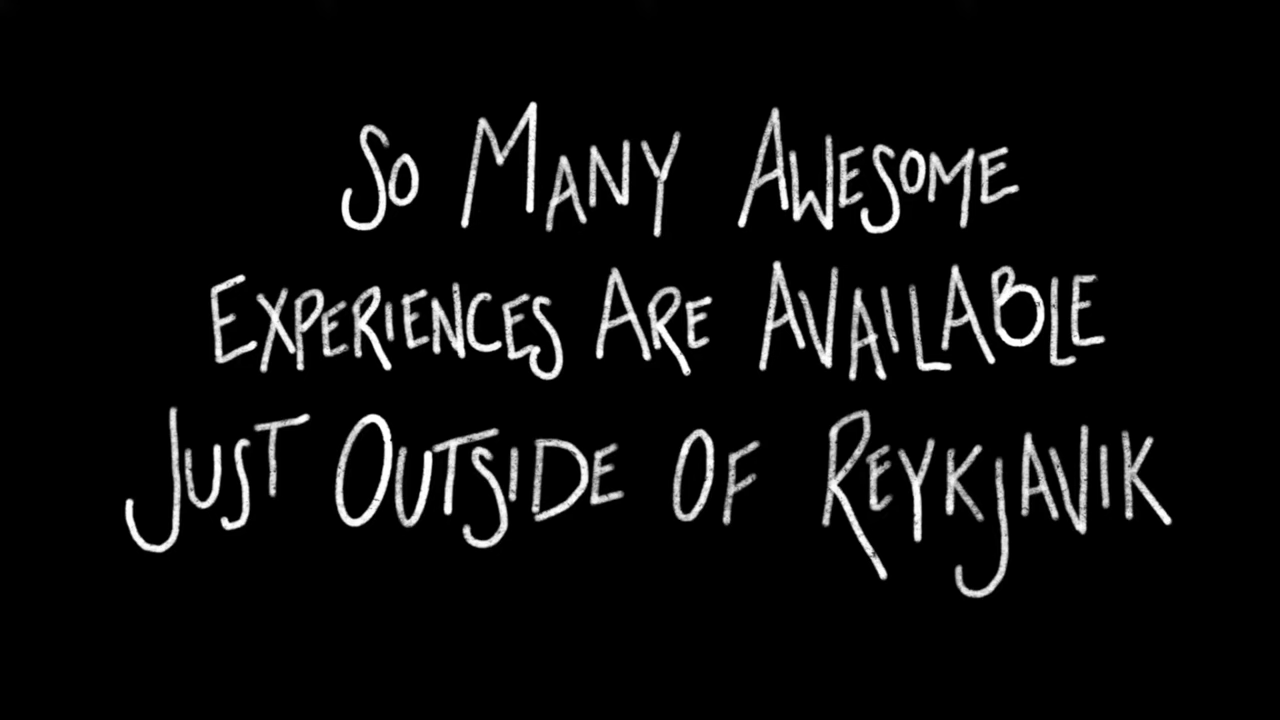 So Many Awesome
Experiences Are Available
Just Outside of Reykjavik